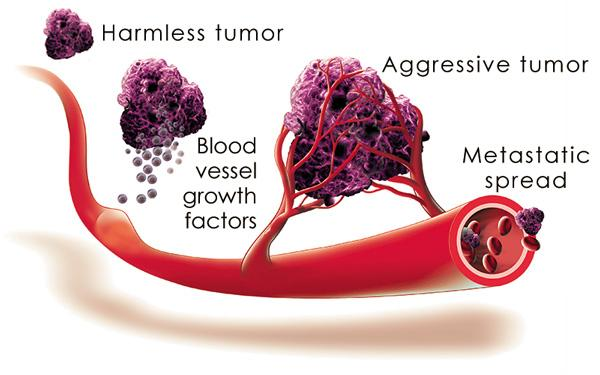 Harmless tumor
Aggressive tumor
Blood
vessel
growth
factors
Metastatic
spread